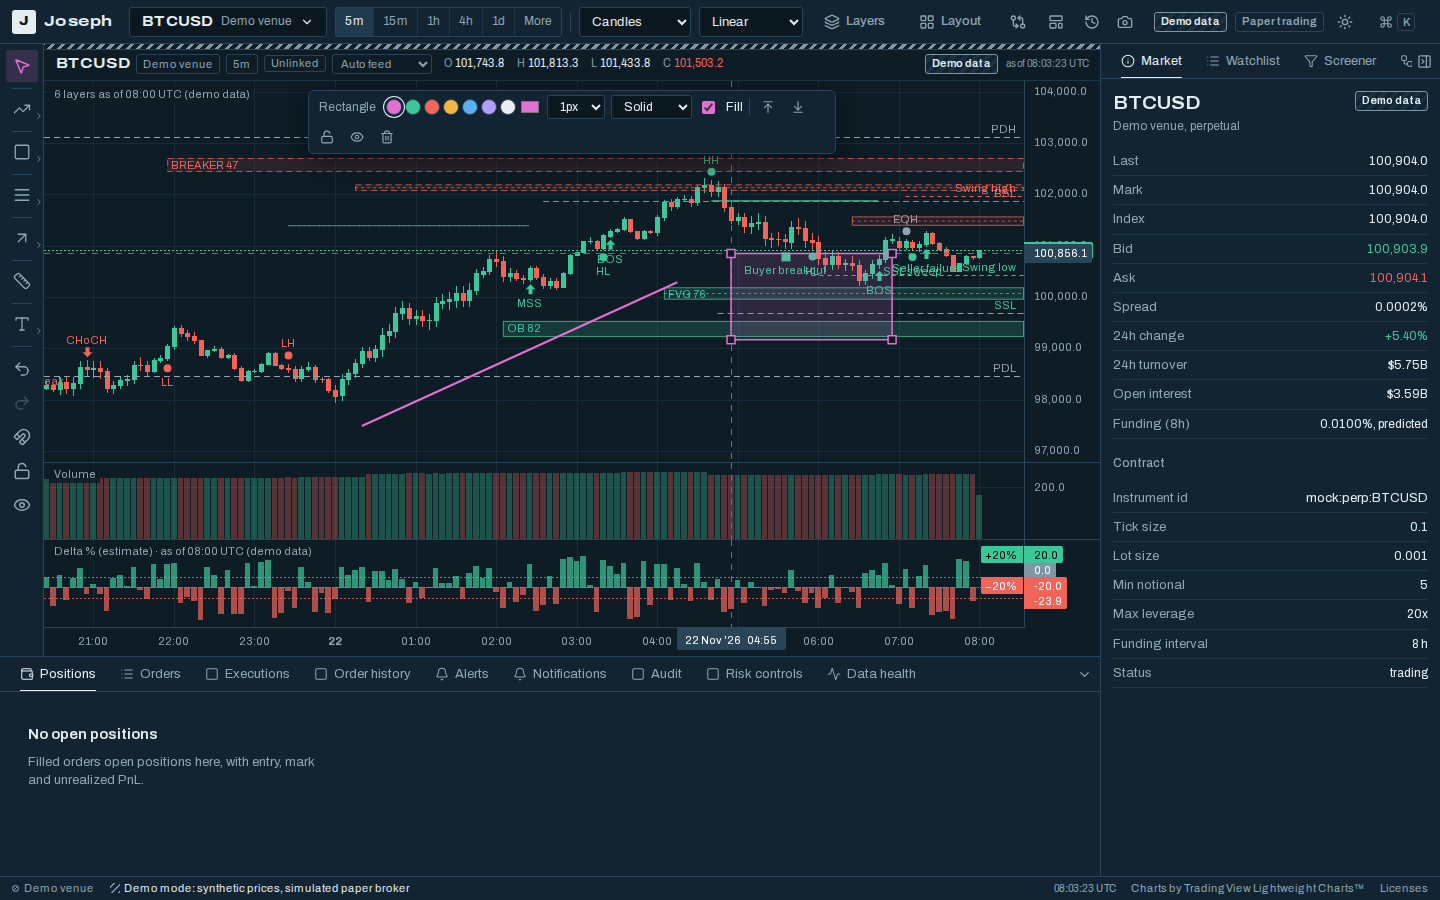 J Joseph BTCUSD Demo venue 5m 15m 1h 4h 1d More Candles Linear Layers Layout Demo data Paper trading ⌘ K
BTCUSD Demo venue 5m Unlinked Auto feed O 101,743.8 H 101,813.3 L 101,433.8 C 101,503.2 Demo data as of 08:03:23 UTC
6 layers as of 08:00 UTC (demo data)
Rectangle 1px Solid Fill
104,000.0
PDH
103,000.0
HH
BREAKER 47
102,000.0
Swing high
BSL
EQH
100,856.1
BOS
HL
Buyer breakout
Seller failure
Swing low
BOS
FVG 76
100,000.0
MSS
SSL
OB 82
CHoCH
LH
99,000.0
PDL
LL
98,000.0
97,000.0
Volume
200.0
Delta % (estimate) · as of 08:00 UTC (demo data)
+20% 20.0
0.0
−20% -20.0
-23.9
21:00 22:00 23:00 22 01:00 02:00 03:00 04:00 22 Nov '26 04:55 06:00 07:00 08:00
Market Watchlist Screener
BTCUSD Demo data
Demo venue, perpetual
Last 100,904.0
Mark 100,904.0
Index 100,904.0
Bid 100,903.9
Ask 100,904.1
Spread 0.0002%
24h change +5.40%
24h turnover $5.75B
Open interest $3.59B
Funding (8h) 0.0100%, predicted
Contract
Instrument id mock:perp:BTCUSD
Tick size 0.1
Lot size 0.001
Min notional 5
Max leverage 20x
Funding interval 8 h
Status trading
Positions Orders Executions Order history Alerts Notifications Audit Risk controls Data health
No open positions
Filled orders open positions here, with entry, mark
and unrealized PnL.
Demo venue Demo mode: synthetic prices, simulated paper broker 08:03:23 UTC Charts by TradingView Lightweight Charts™ Licenses